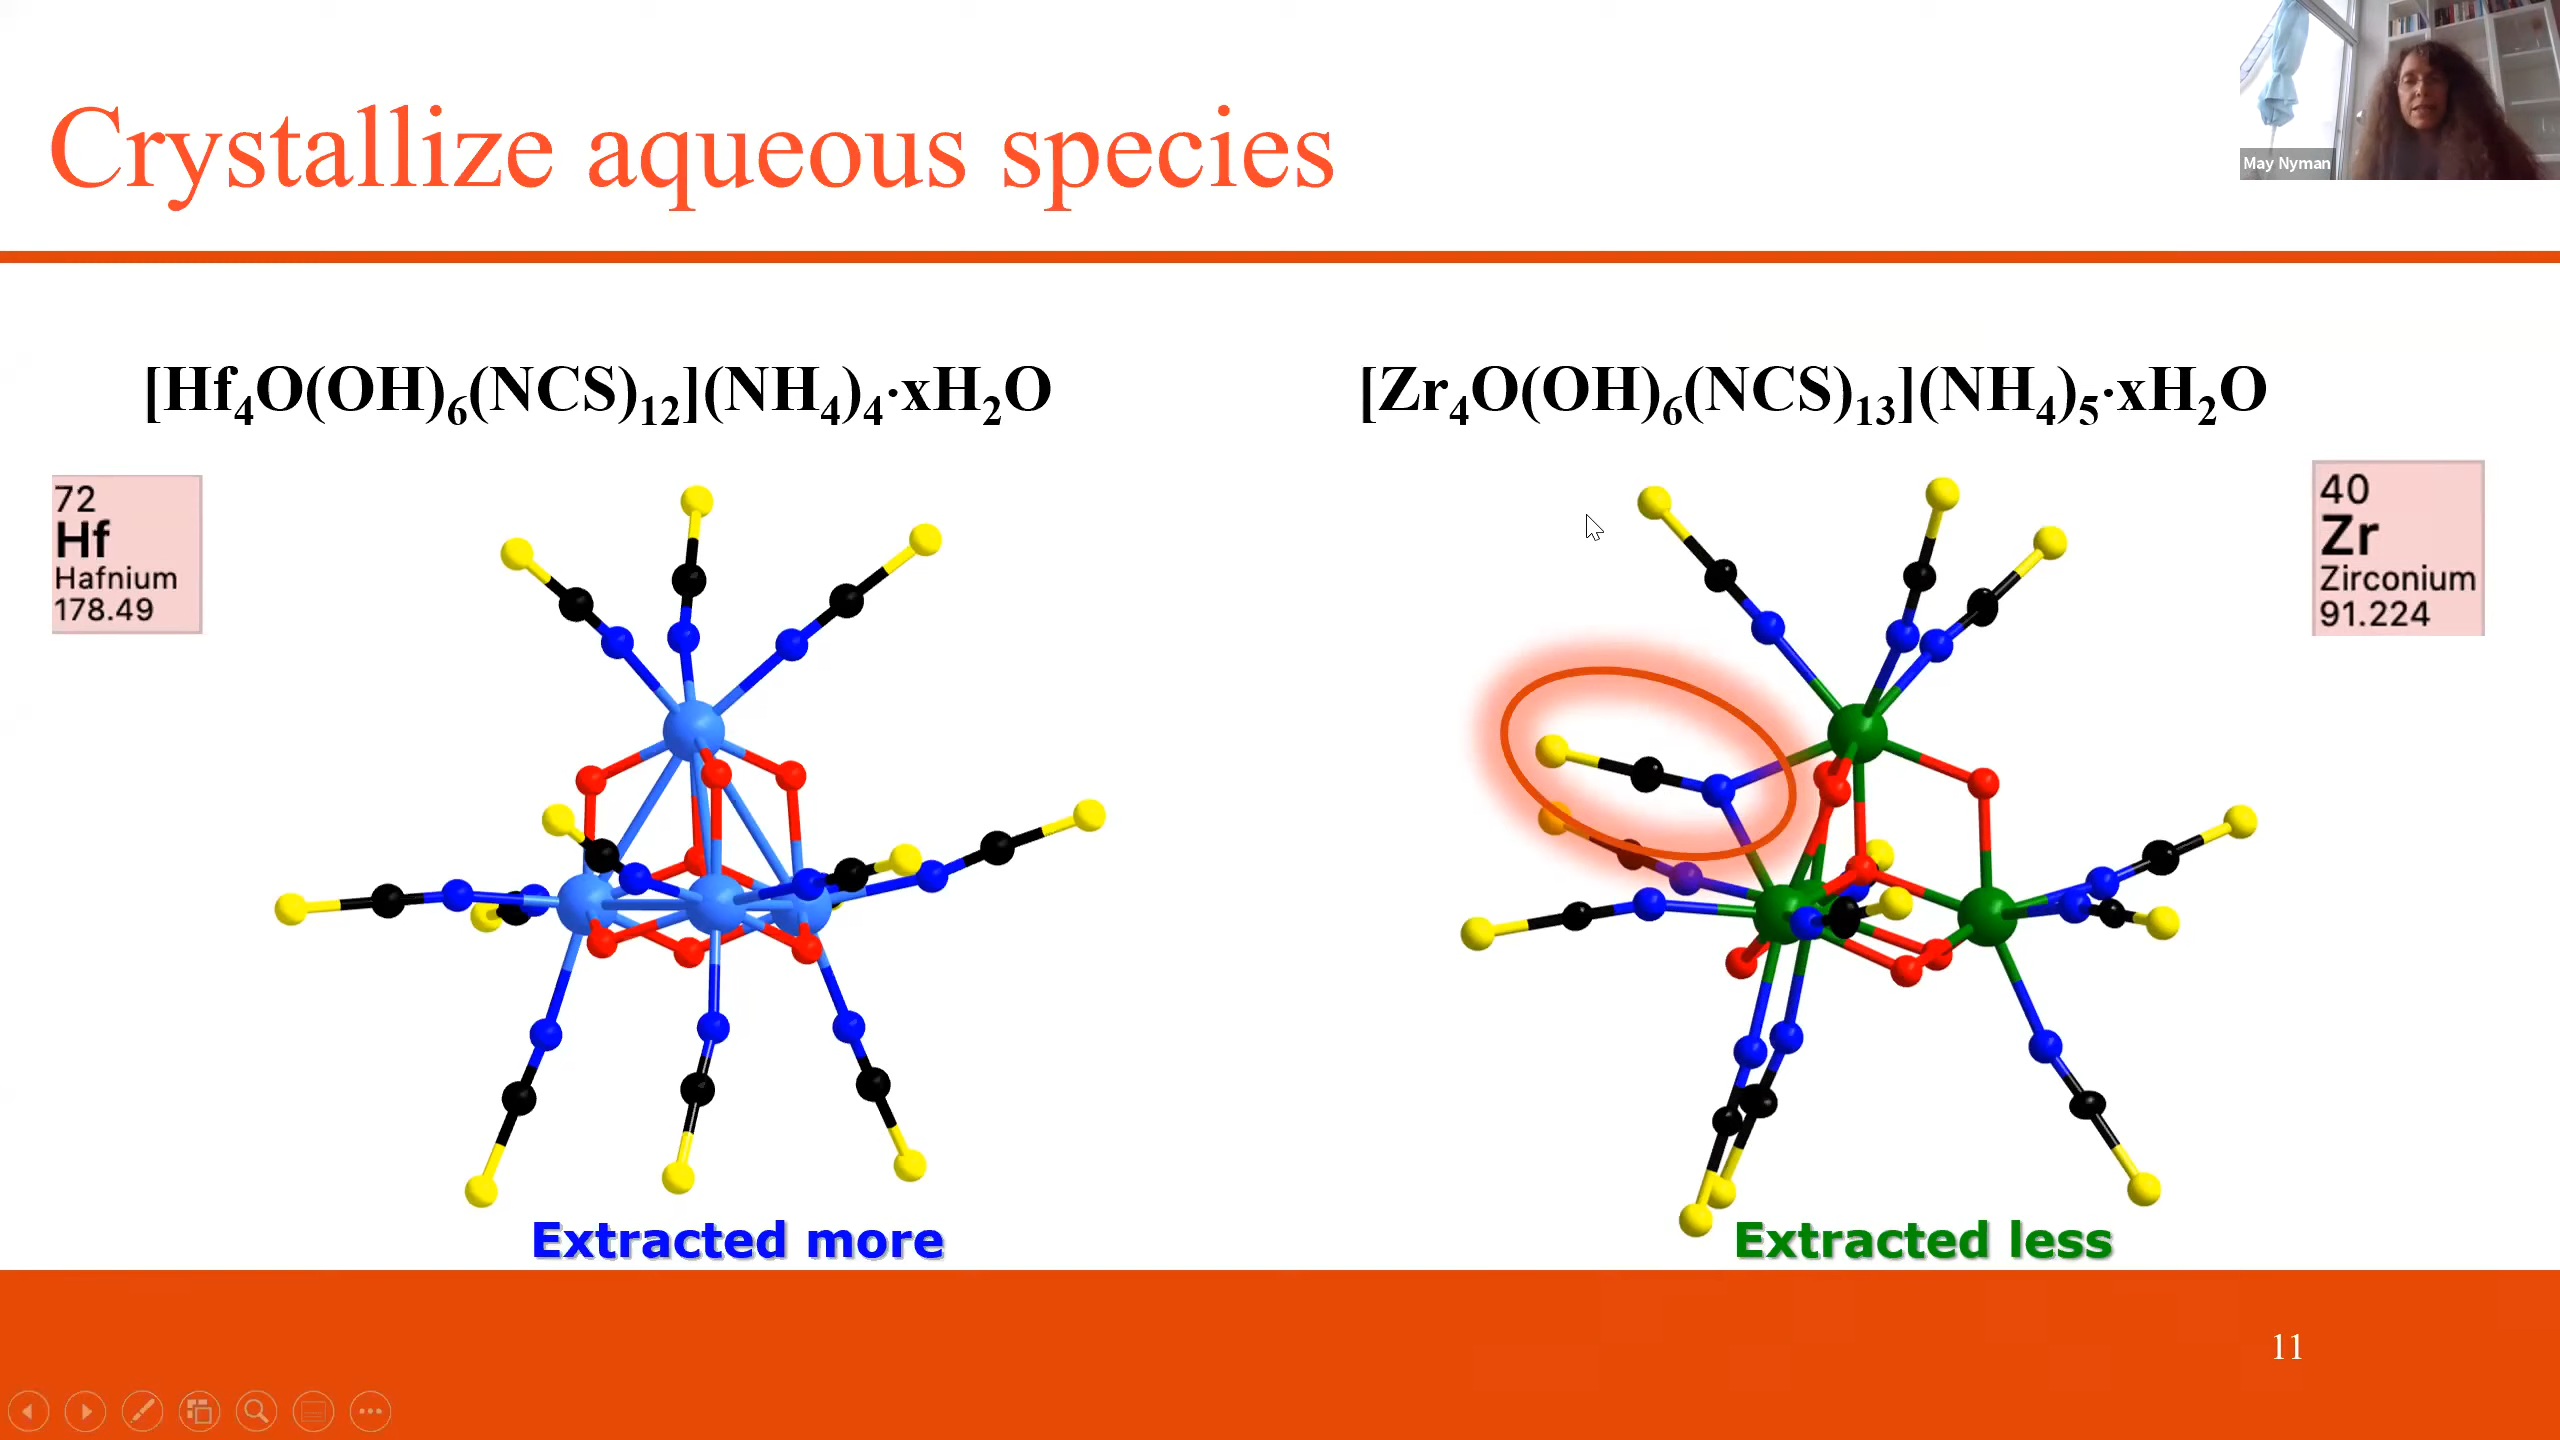 Crystallize aqueous species
May Nyman
[Hf₄O(OH)₆(NCS)₁₂](NH₄)₄·xH₂O
[Zr₄O(OH)₆(NCS)₁₃](NH₄)₅·xH₂O
72
Hf
Hafnium
178.49
40
Zr
Zirconium
91.224
Extracted more
Extracted less
11